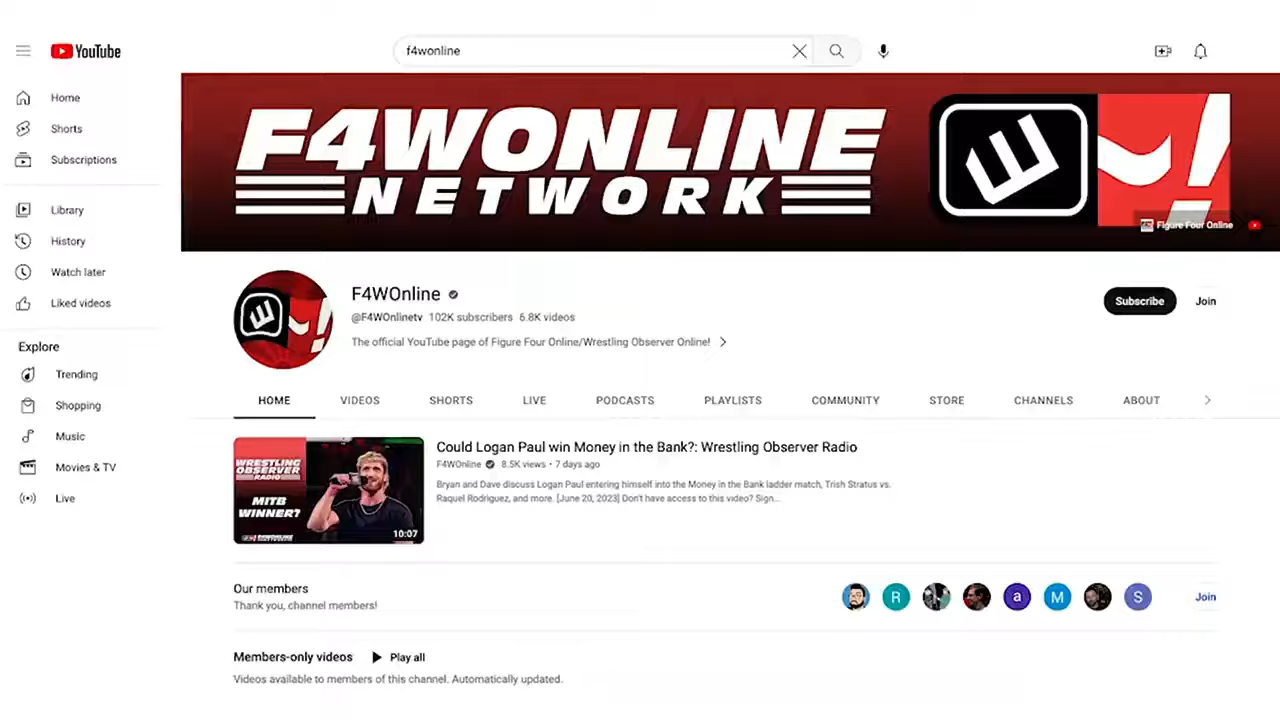 YouTube
f4wonline
Home
Shorts
Subscriptions
Library
History
Watch later
Liked videos
Explore
Trending
Shopping
Music
Movies & TV
Live
F4WONLINE
NETWORK
Figure Four Online
F4WOnline
Subscribe
Join
@F4WOnlinetv 102K subscribers 6.8K videos
The official YouTube page of Figure Four Online/Wrestling Observer Online!
HOME VIDEOS SHORTS LIVE PODCASTS PLAYLISTS COMMUNITY STORE CHANNELS ABOUT
WRESTLING
OBSERVER
RADIO
MITB
WINNER?
F4WONLINE
10:07
Could Logan Paul win Money in the Bank?: Wrestling Observer Radio
F4WOnline 8.5K views • 7 days ago
Bryan and Dave discuss Logan Paul entering himself into the Money in the Bank ladder match, Trish Stratus vs.
Raquel Rodriguez, and more. [June 20, 2023] Don't have access to this video? Sign...
Our members
Thank you, channel members!
R a M S
Join
Members-only videos Play all
Videos available to members of this channel. Automatically updated.